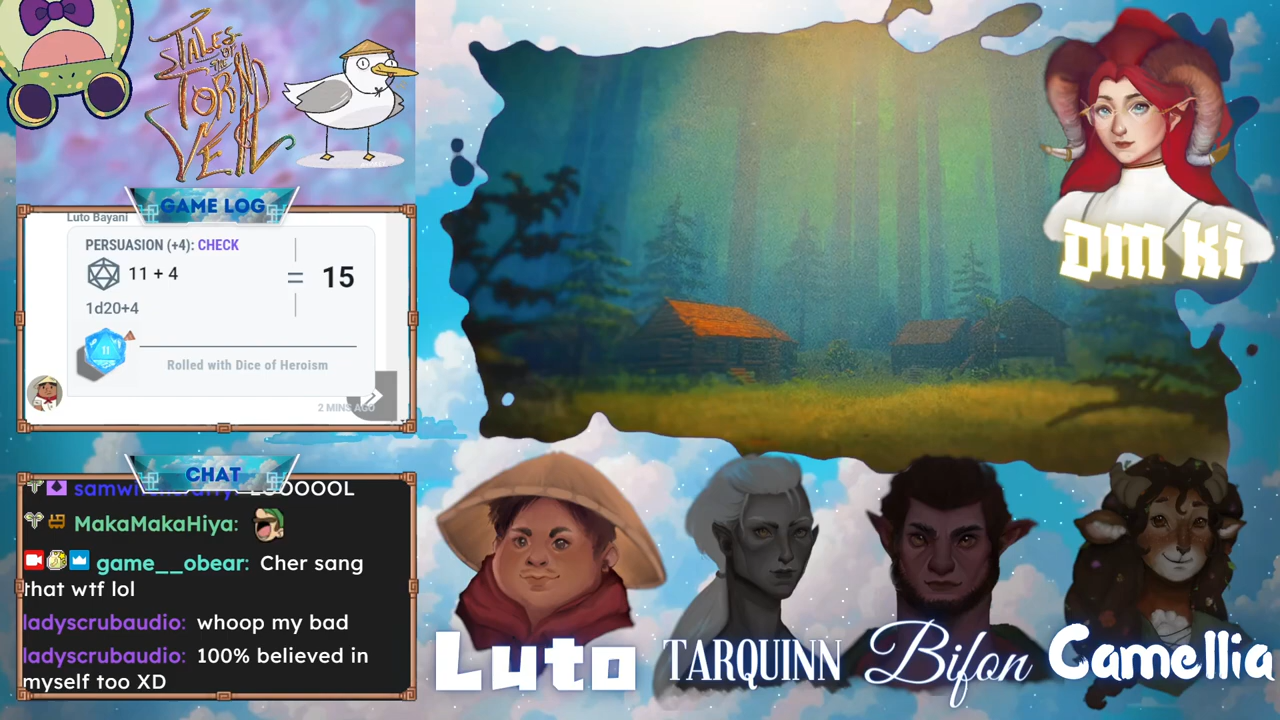 TALES
OF THE
TORN
VEIL
GAME LOG
Luto Bayani
PERSUASION (+4): CHECK
11 + 4
= 15
1d20+4
11
Rolled with Dice of Heroism
2 MINS AGO
CHAT
LOOOOOL
MakaMakaHiya:
game__obear: Cher sang
that wtf lol
ladyscrubaudio: whoop my bad
ladyscrubaudio: 100% believed in
myself too XD
DM Ki
Luto
TARQUINN
Bifon
Camellia